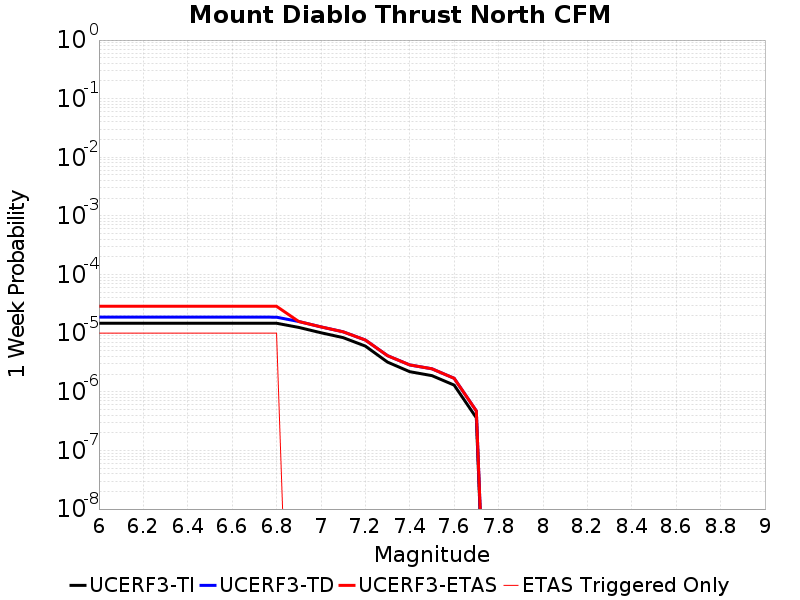 Mount Diablo Thrust North CFM
1 Week Probability
10^0
10^-1
10^-2
10^-3
10^-4
10^-5
10^-6
10^-7
10^-8
6 6.2 6.4 6.6 6.8 7 7.2 7.4 7.6 7.8 8 8.2 8.4 8.6 8.8 9
Magnitude
UCERF3-TI UCERF3-TD UCERF3-ETAS ETAS Triggered Only